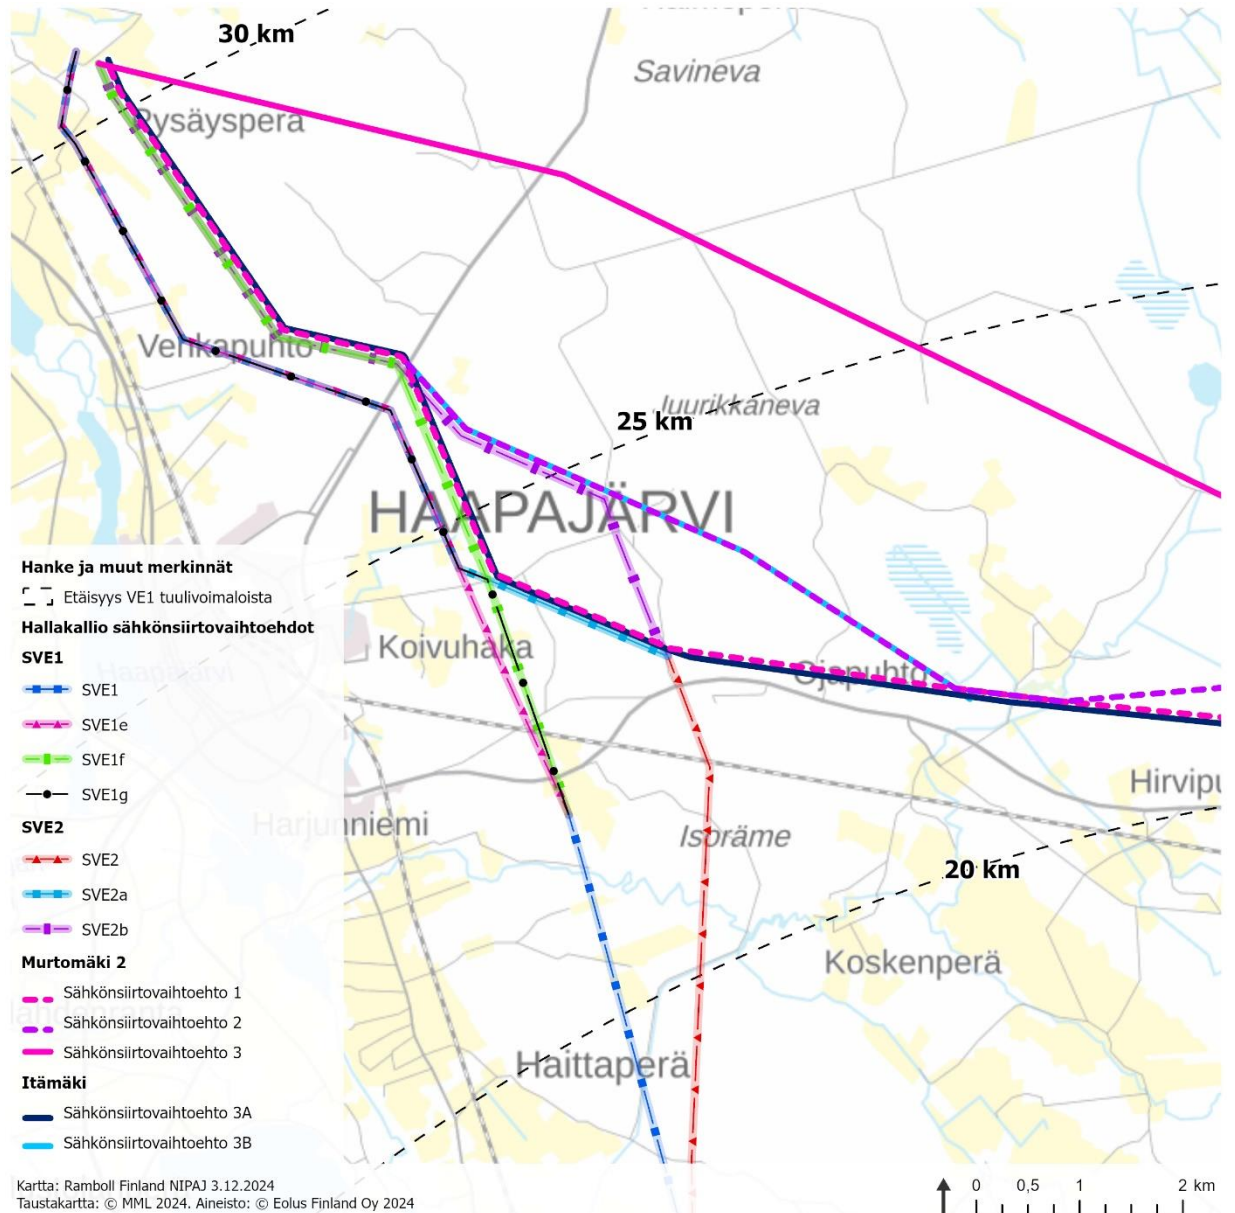 30 km
Savineva
Pysäysperä
Venkapuhto
Juurikkaneva
25 km
HAAPAJÄRVI
Koivuhaka
Ojapuhto
Hirvipu
Harjunniemi
Isoräme
20 km
Koskenperä
Haittaperä
Haapajärvi
Hanke ja muut merkinnät
Etäisyys VE1 tuulivoimaloista
Hallakallio sähkönsiirtovaihtoehdot
SVE1
SVE1
SVE1e
SVE1f
SVE1g
SVE2
SVE2
SVE2a
SVE2b
Murtomäki 2
Sähkönsiirtovaihtoehto 1
Sähkönsiirtovaihtoehto 2
Sähkönsiirtovaihtoehto 3
Itämäki
Sähkönsiirtovaihtoehto 3A
Sähkönsiirtovaihtoehto 3B
Kartta: Ramboll Finland NIPAJ 3.12.2024
Taustakartta: © MML 2024. Aineisto: © Eolus Finland Oy 2024
0 0,5 1 2 km